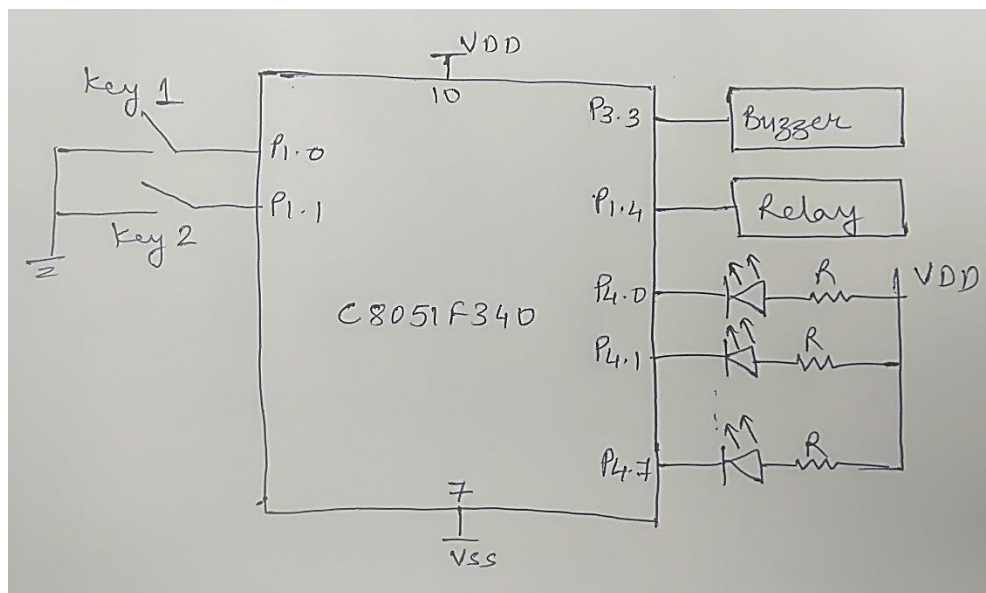 VDD
10
Key 1
P1.0
P1.1
Key 2
P3.3
Buzzer
P1.4
Relay
C8051F340
P4.0
R
VDD
P4.1
R
P4.7
R
7
VSS